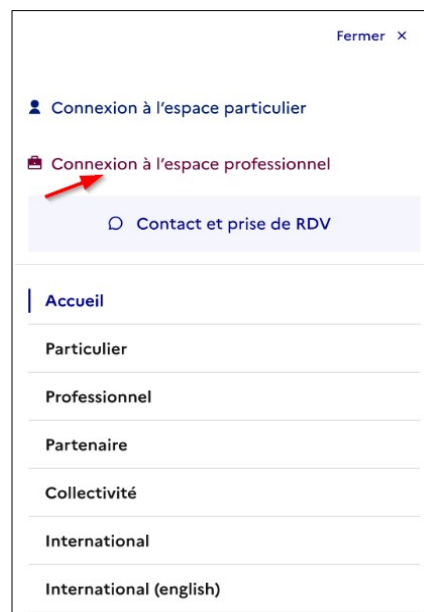 Fermer ×
Connexion à l'espace particulier
Connexion à l'espace professionnel
Contact et prise de RDV
Accueil
Particulier
Professionnel
Partenaire
Collectivité
International
International (english)